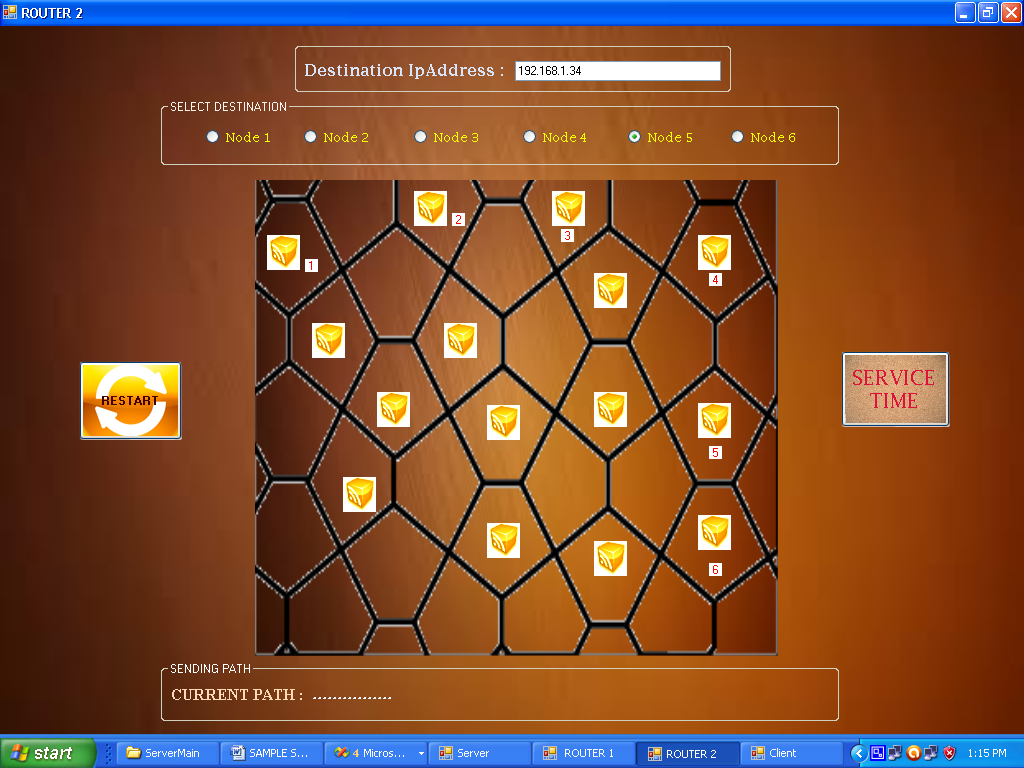 ROUTER 2
Destination IpAddress : 192.168.1.34
SELECT DESTINATION
Node 1 Node 2 Node 3 Node 4 Node 5 Node 6
2
3
1
4
RESTART
SERVICE
TIME
5
6
SENDING PATH
CURRENT PATH : ................
start ServerMain SAMPLE S... 4 Micros... Server ROUTER 1 ROUTER 2 Client 1:15 PM